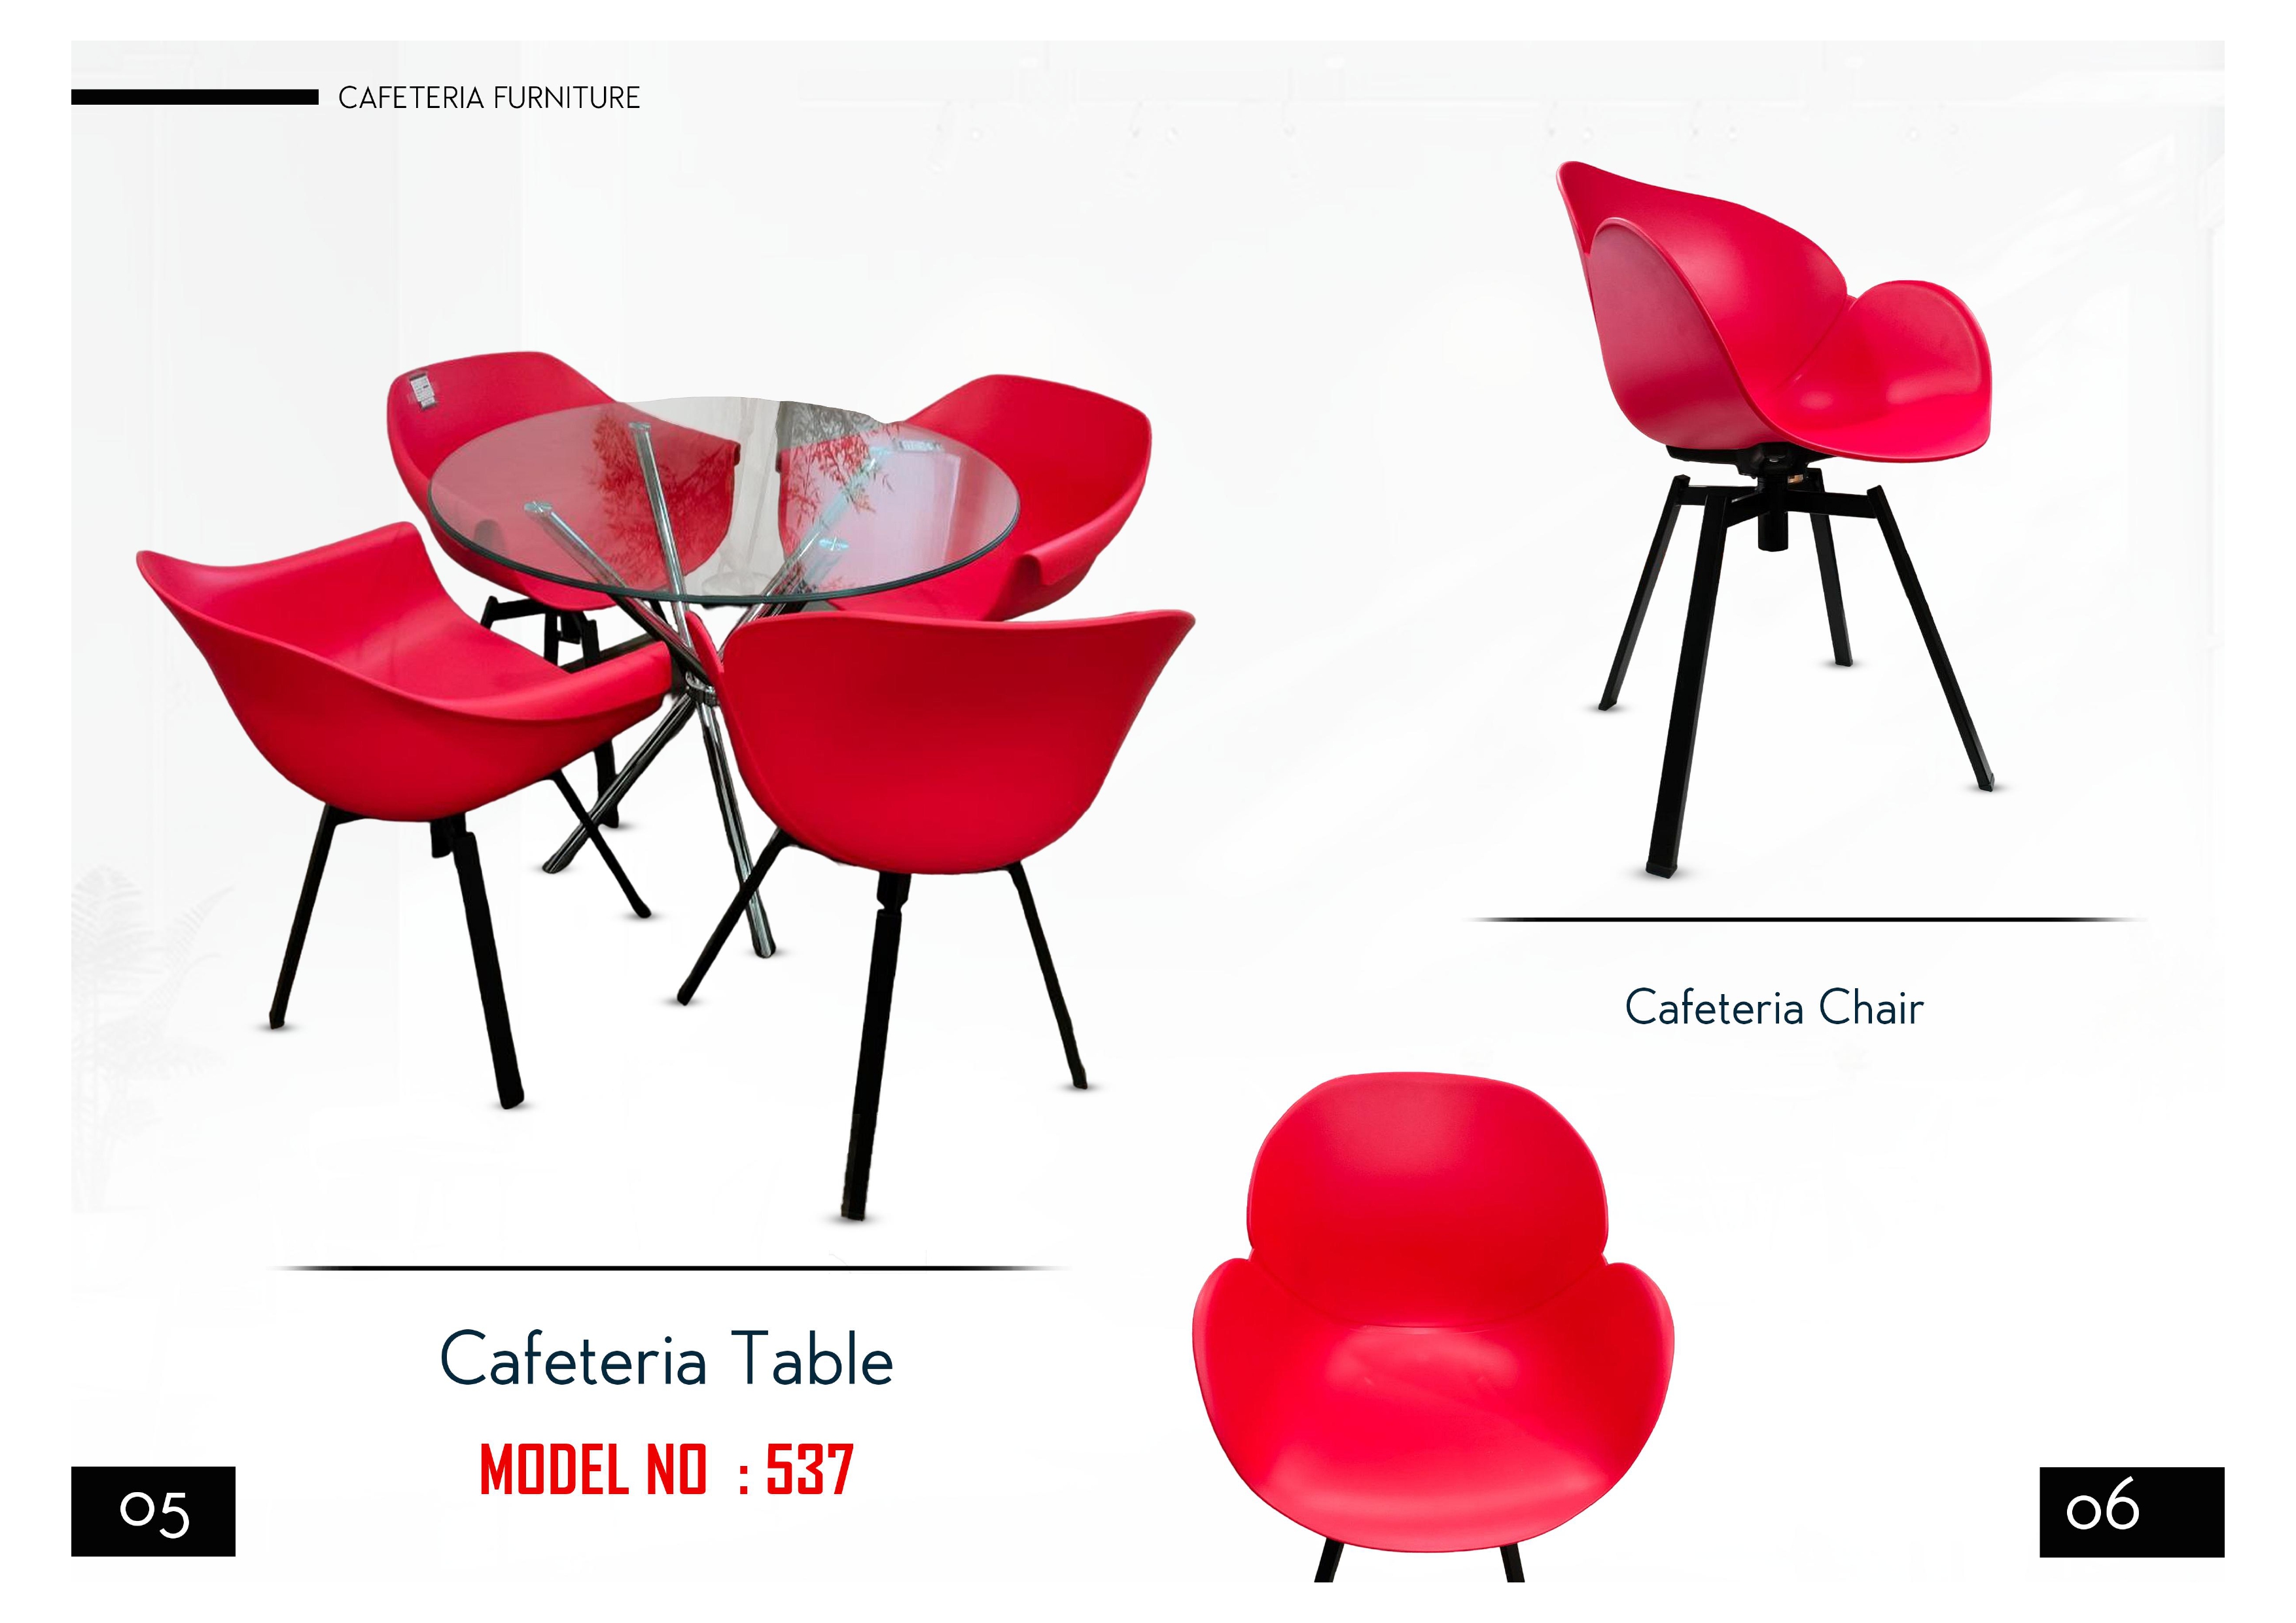 CAFETERIA FURNITURE
Cafeteria Chair
Cafeteria Table
MODEL NO : 537
05
06